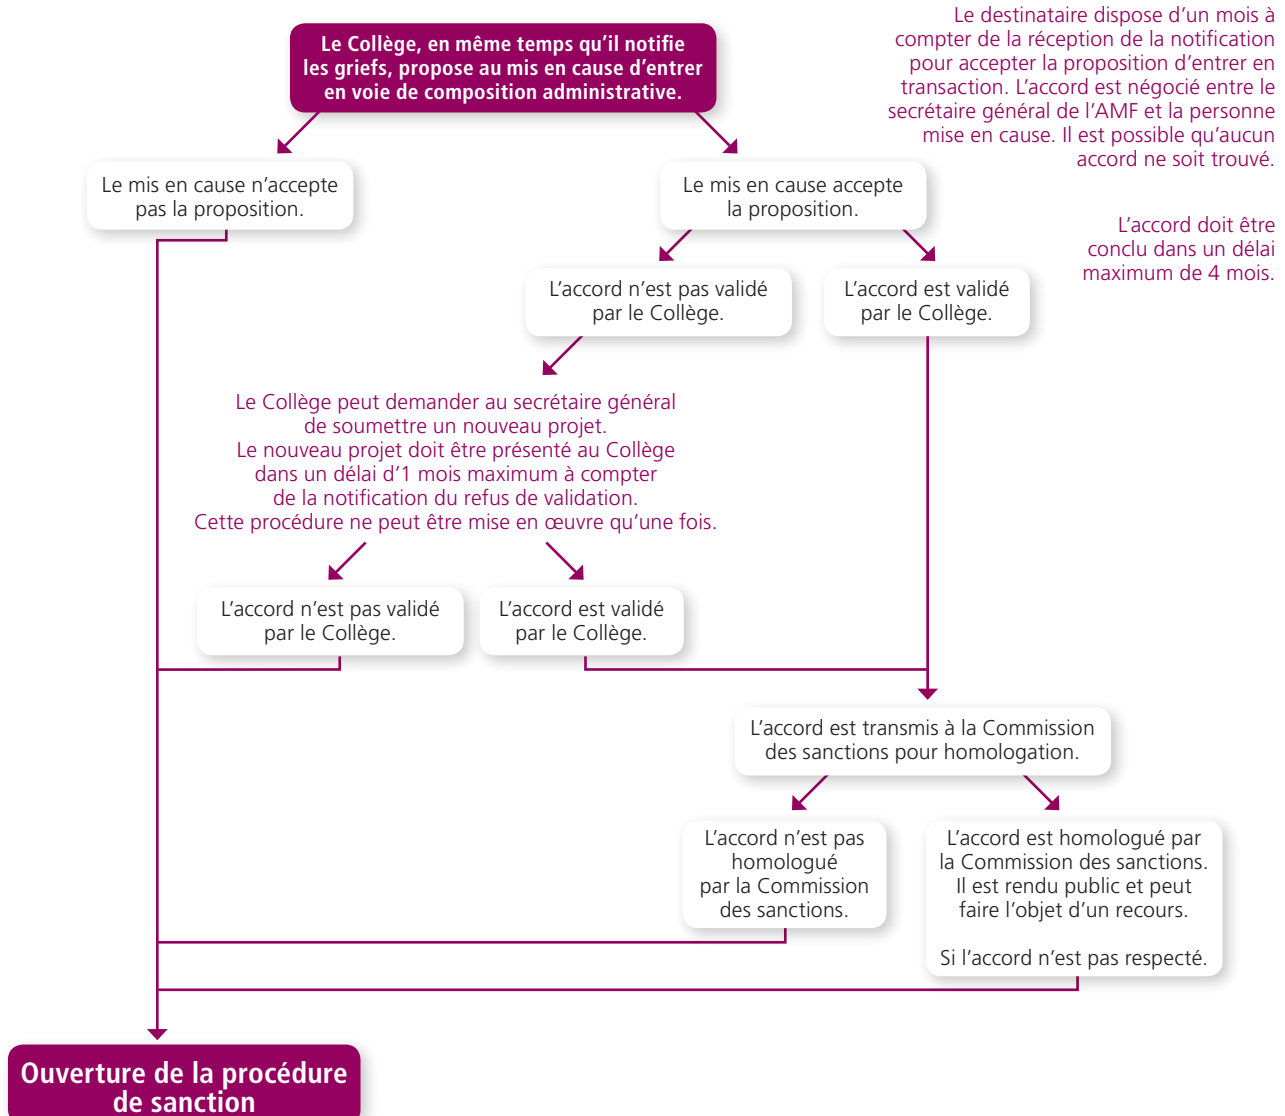 Le Collège, en même temps qu’il notifie
les griefs, propose au mis en cause d’entrer
en voie de composition administrative.
Le destinataire dispose d’un mois à
compter de la réception de la notification
pour accepter la proposition d’entrer en
transaction. L’accord est négocié entre le
secrétaire général de l’AMF et la personne
mise en cause. Il est possible qu’aucun
accord ne soit trouvé.
Le mis en cause n’accepte
pas la proposition.
Le mis en cause accepte
la proposition.
L’accord doit être
conclu dans un délai
maximum de 4 mois.
L’accord n’est pas validé
par le Collège.
L’accord est validé
par le Collège.
Le Collège peut demander au secrétaire général
de soumettre un nouveau projet.
Le nouveau projet doit être présenté au Collège
dans un délai d’1 mois maximum à compter
de la notification du refus de validation.
Cette procédure ne peut être mise en œuvre qu’une fois.
L’accord n’est pas validé
par le Collège.
L’accord est validé
par le Collège.
L’accord est transmis à la Commission
des sanctions pour homologation.
L’accord n’est pas
homologué
par la Commission
des sanctions.
L’accord est homologué par
la Commission des sanctions.
Il est rendu public et peut
faire l’objet d’un recours.
Si l’accord n’est pas respecté.
Ouverture de la procédure
de sanction